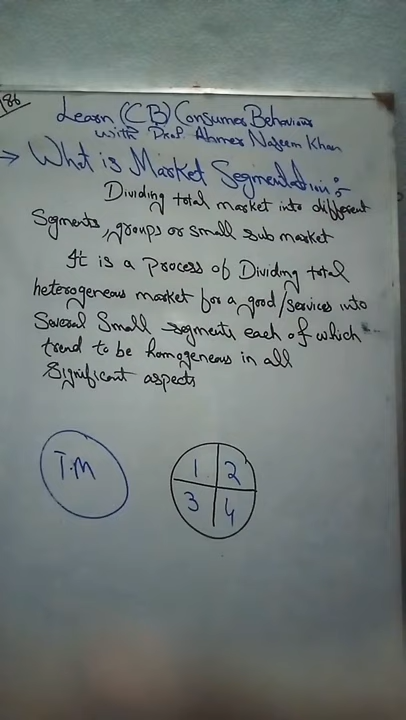 186
Learn (CB) Consumer Behaviour
with Prof. Ahmer Naseem Khan
→ What is Market Segmentation :-
Dividing total market into different
Segments, groups or small sub market
It is a process of Dividing total
heterogeneous market for a good/services into
Several Small segments each of which
trend to be homogeneous in all
Significant aspects
T.M
1 2
3 4